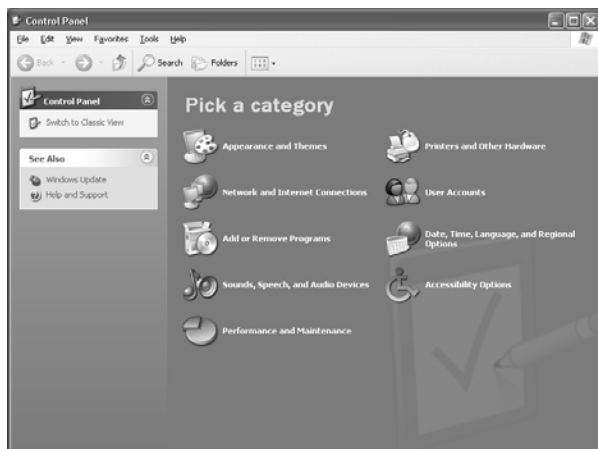 Control Panel
File Edit View Favorites Tools Help
Back Search Folders
Control Panel
Switch to Classic View
See Also
Windows Update
Help and Support
Pick a category
Appearance and Themes
Printers and Other Hardware
Network and Internet Connections
User Accounts
Add or Remove Programs
Date, Time, Language, and Regional
Options
Sounds, Speech, and Audio Devices
Accessibility Options
Performance and Maintenance